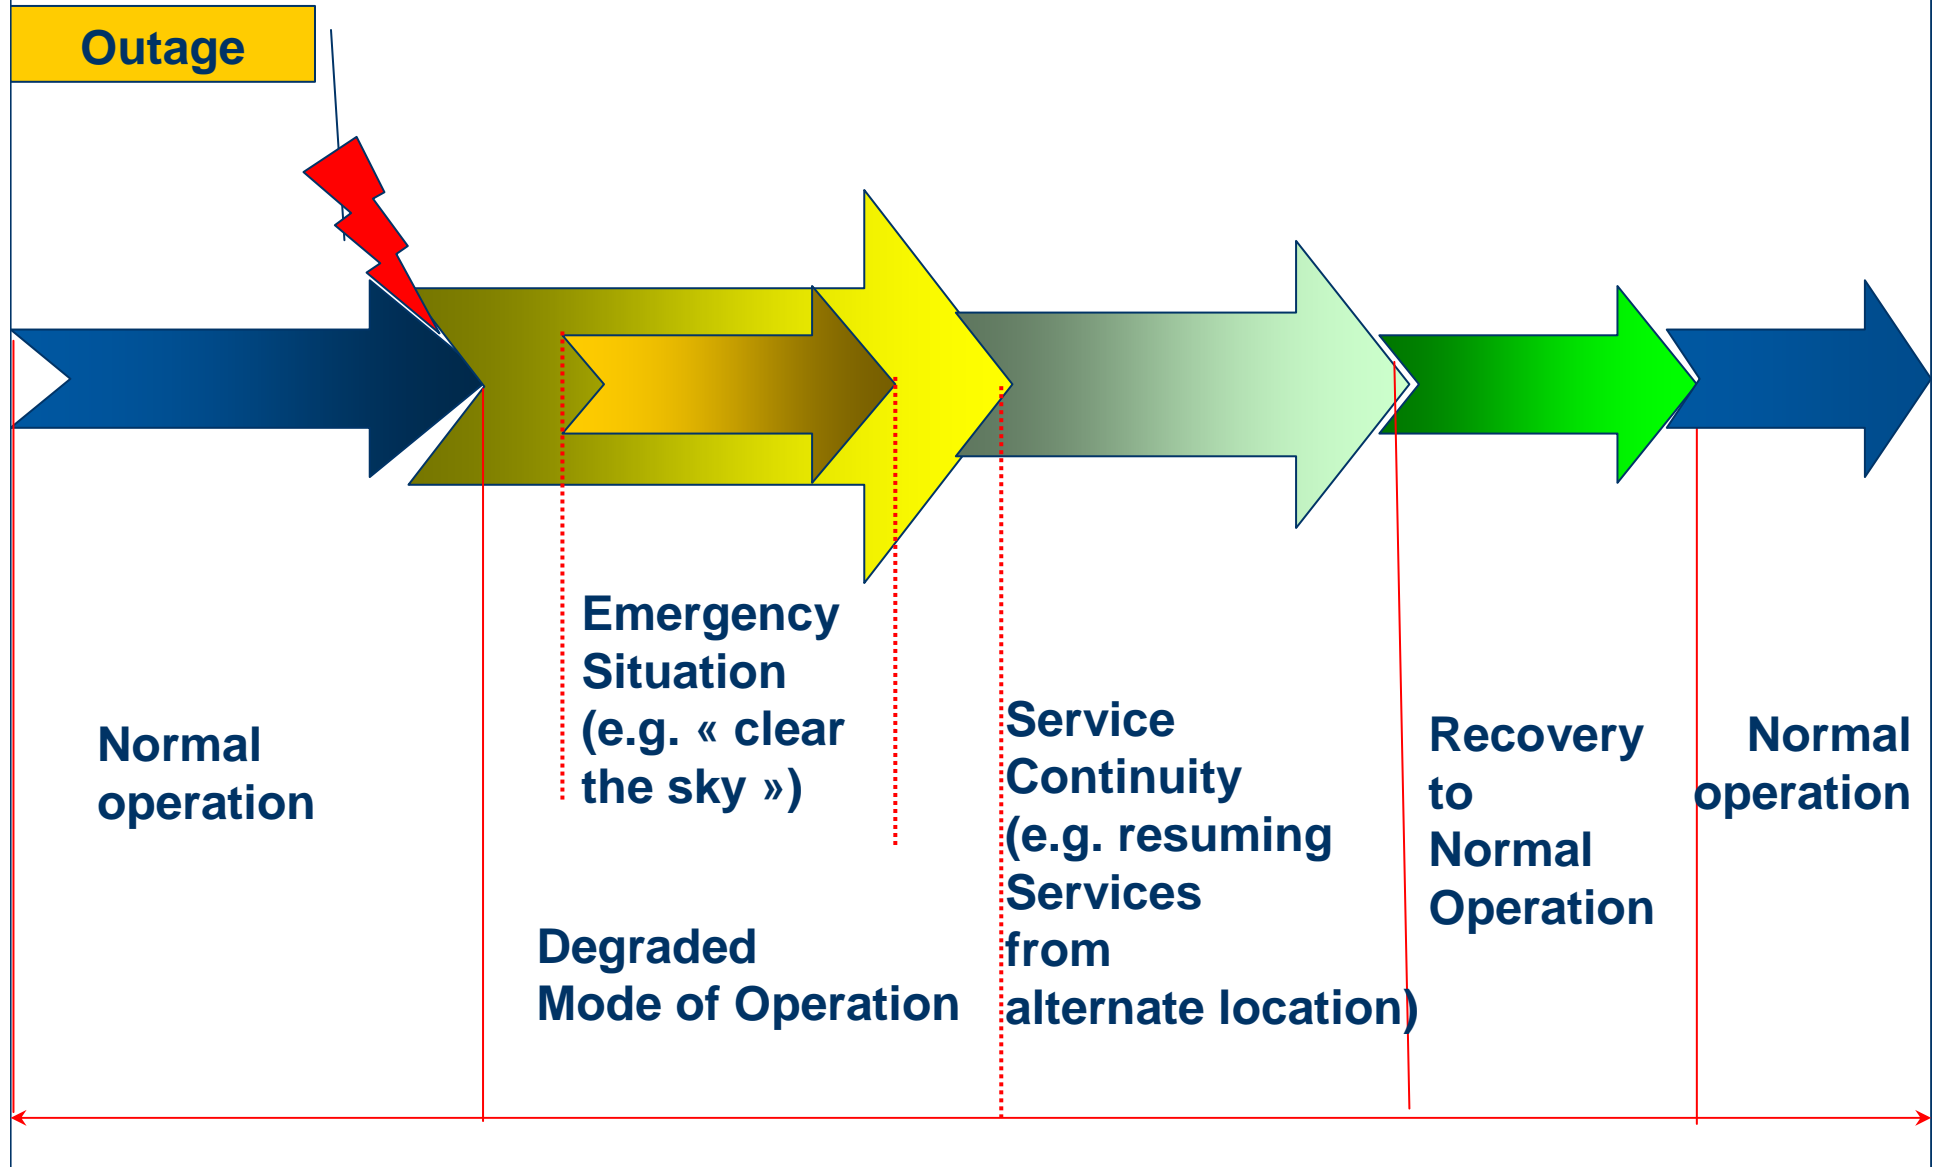 Outage
Normal
operation
Emergency
Situation
(e.g. « clear
the sky »)
Degraded
Mode of Operation
Service
Continuity
(e.g. resuming
Services
from
alternate location)
Recovery
to
Normal
Operation
Normal
operation